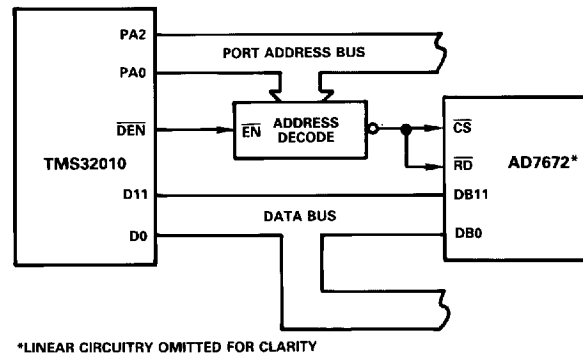 PA2
PORT ADDRESS BUS
PA0
DEN
EN
ADDRESS
DECODE
CS
TMS32010
RD
AD7672*
D11
DB11
DATA BUS
D0
DB0
*LINEAR CIRCUITRY OMITTED FOR CLARITY